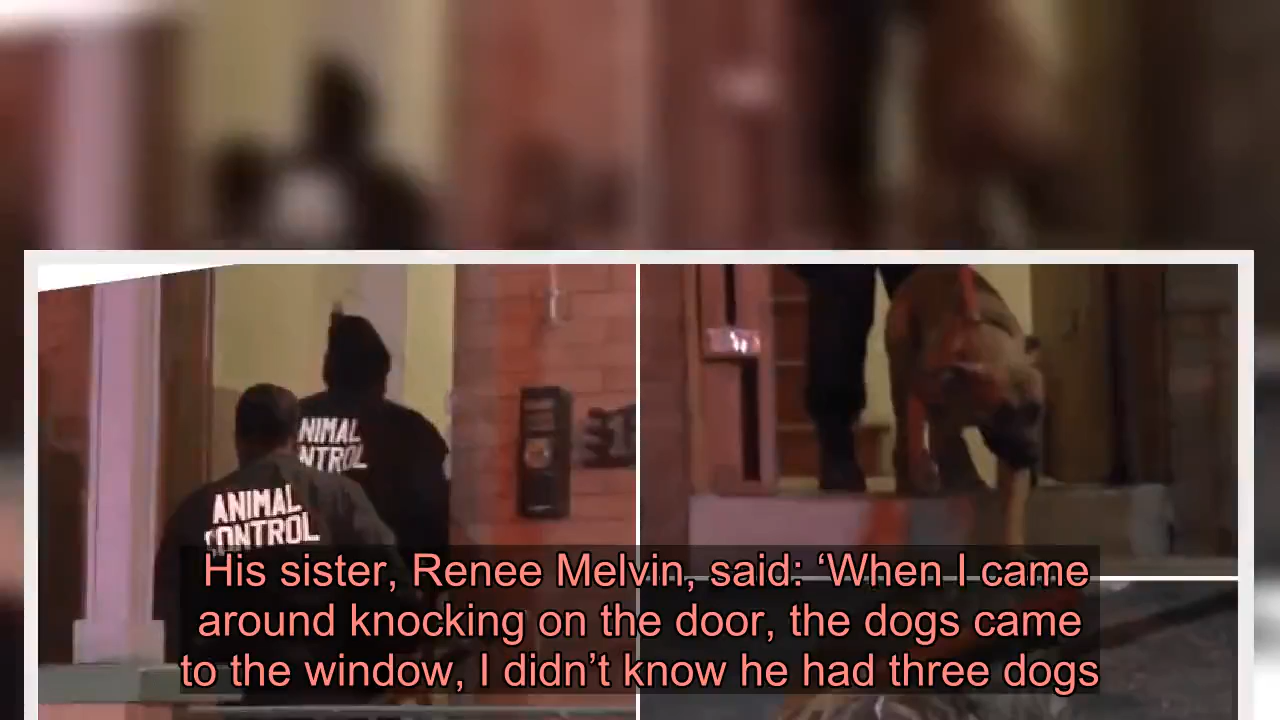 NIMAL
NTROL
ANIMAL
CONTROL
His sister, Renee Melvin, said: ‘When I came
around knocking on the door, the dogs came
to the window, I didn’t know he had three dogs